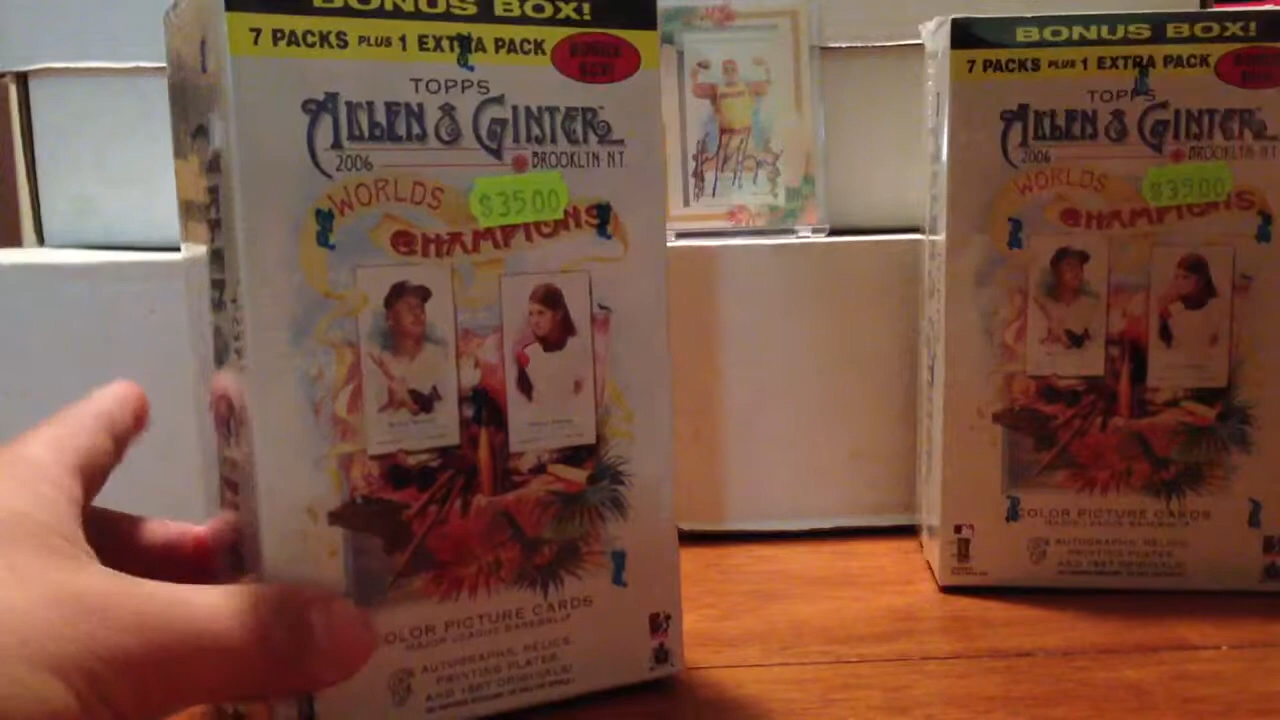 BONUS BOX!
7 PACKS PLUS 1 EXTRA PACK
BONUS BOX!
TOPPS
ALLEN & GINTER
2006 BROOKLYN NY
WORLDS
$35.00
CHAMPIONS
COLOR PICTURE CARDS
MAJOR LEAGUE BASEBALL
AUTOGRAPHS, RELICS,
PRINTING PLATES,
AND 1887 ORIGINALS!
BONUS BOX!
7 PACKS PLUS 1 EXTRA PACK
TOPPS
ALLEN & GINTER
2006 BROOKLYN NY
WORLDS
$35.00
CHAMPIONS
COLOR PICTURE CARDS
MAJOR LEAGUE BASEBALL
AUTOGRAPHS, RELICS,
PRINTING PLATES,
AND 1887 ORIGINALS!